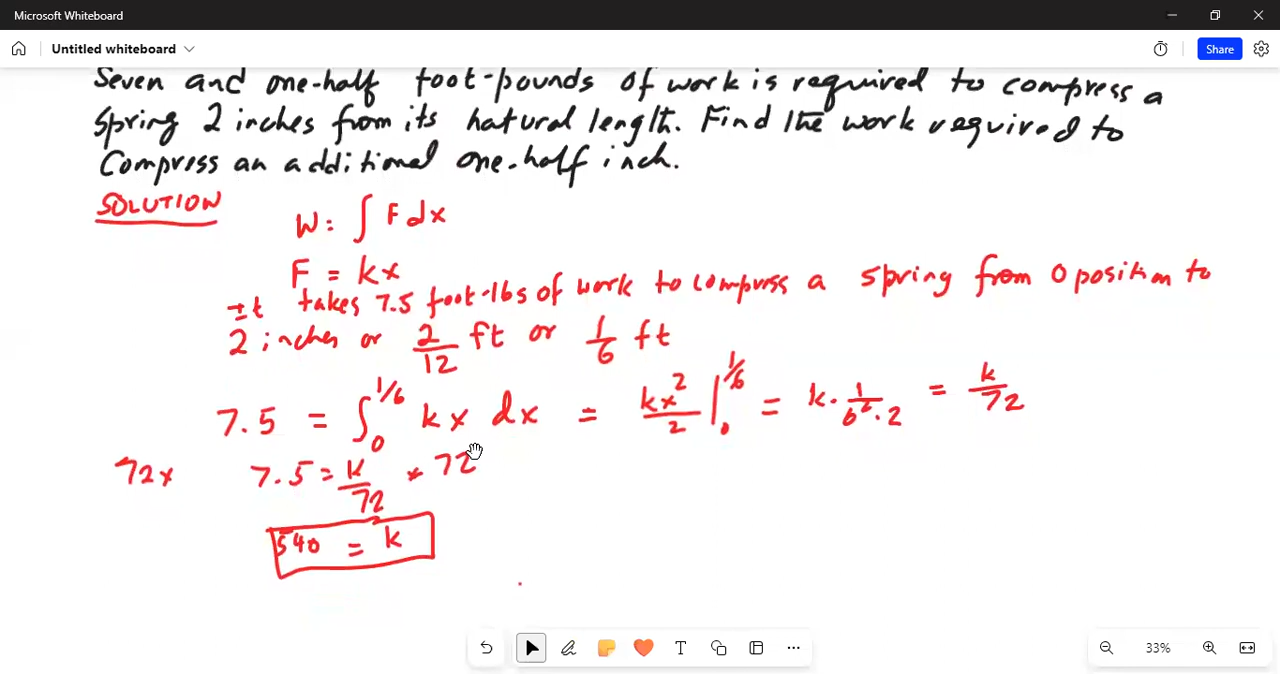 Microsoft Whiteboard
Untitled whiteboard
Share
Seven and one-half foot-pounds of work is required to compress a
spring 2 inches from its natural length. Find the work required to
Compress an additional one-half inch.
SOLUTION
W: ∫ F dx
F = kx
It takes 7.5 foot-lbs of work to compress a spring from 0 position to
2 inches or 2/12 ft or 1/6 ft
7.5 = ∫₀^1/6 kx dx = kx²/2 |₀^1/6 = k · 1/6²·2 = k/72
72x 7.5 = k/72 * 72
540 = k
T
33%